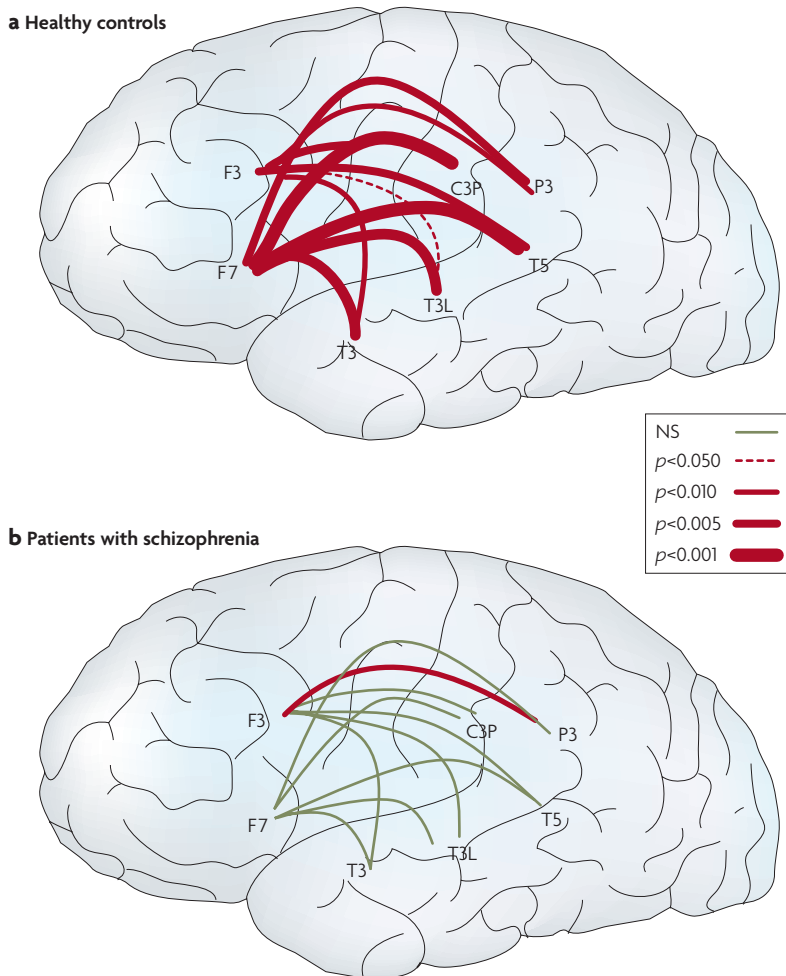 a Healthy controls
F3
C3P
P3
F7
T5
T3L
T3
NS
p<0.050
p<0.010
p<0.005
p<0.001
b Patients with schizophrenia
F3
C3P
P3
F7
T5
T3L
T3